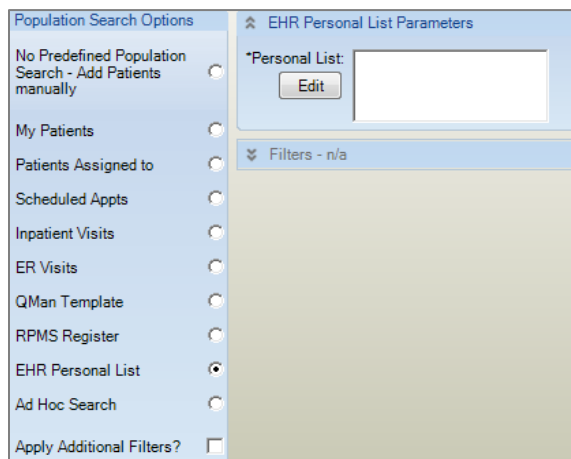 Population Search Options
No Predefined Population
Search - Add Patients
manually
My Patients
Patients Assigned to
Scheduled Appts
Inpatient Visits
ER Visits
QMan Template
RPMS Register
EHR Personal List
Ad Hoc Search
Apply Additional Filters?
EHR Personal List Parameters
*Personal List:
Edit
Filters - n/a